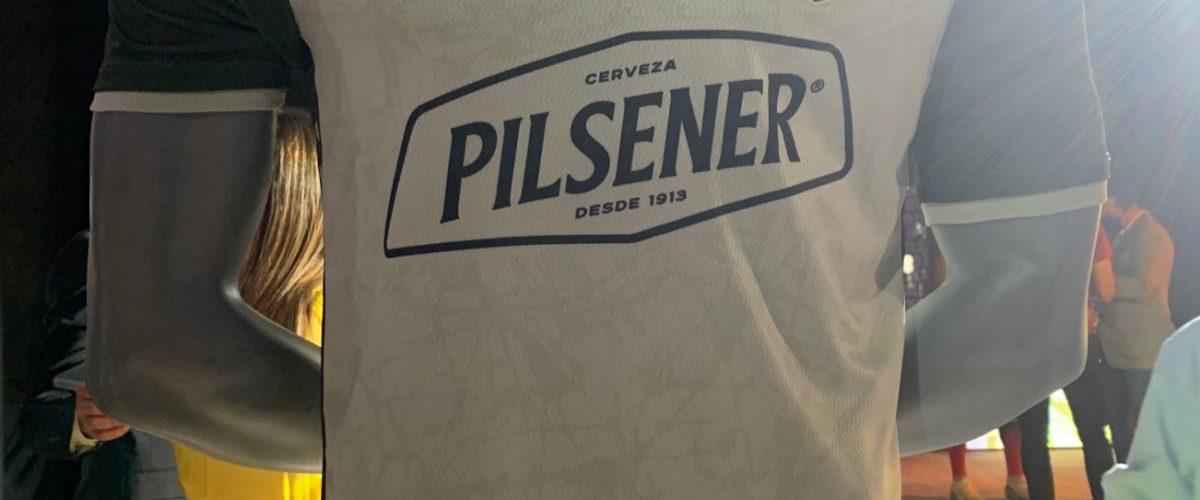 CERVEZA
PILSENER®
DESDE 1913